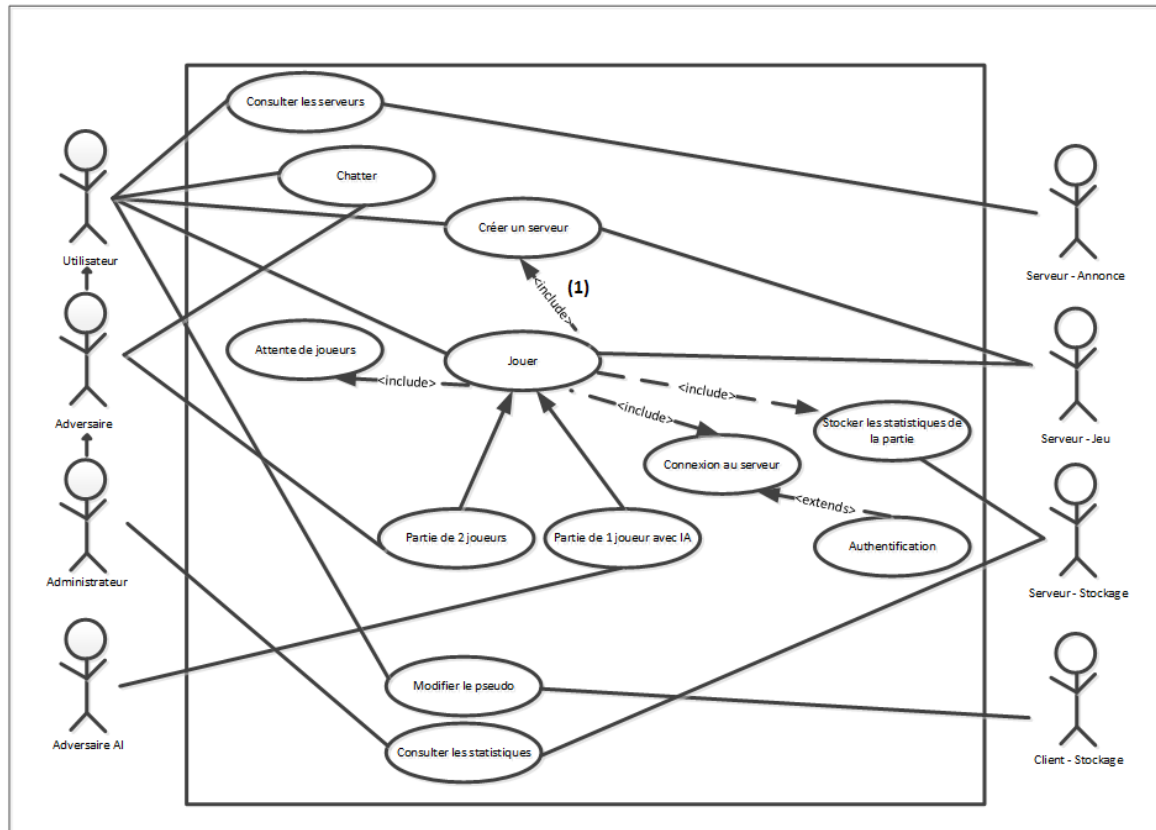 Consulter les serveurs
Chatter
Utilisateur
Créer un serveur
Serveur - Annonce
(1)
<include>
Attente de joueurs
Jouer
<include>
<include>
<include>
Adversaire
Stocker les statistiques de
la partie
Serveur - Jeu
Connexion au serveur
<extends>
Partie de 2 joueurs
Partie de 1 joueur avec IA
Authentification
Administrateur
Serveur - Stockage
Modifier le pseudo
Adversaire AI
Consulter les statistiques
Client - Stockage